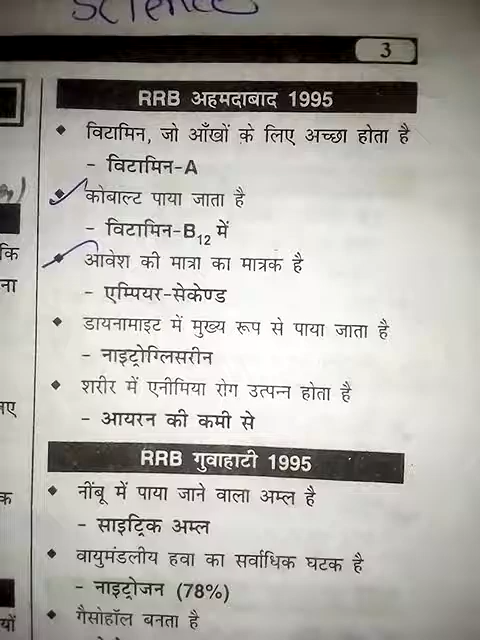 Science
3
RRB अहमदाबाद 1995
• विटामिन, जो आँखों के लिए अच्छा होता है
- विटामिन-A
• कोबाल्ट पाया जाता है
- विटामिन-B₁₂ में
• आवेश की मात्रा का मात्रक है
- एम्पियर-सेकेण्ड
• डायनामाइट में मुख्य रूप से पाया जाता है
- नाइट्रोग्लिसरीन
• शरीर में एनीमिया रोग उत्पन्न होता है
- आयरन की कमी से
RRB गुवाहाटी 1995
• नींबू में पाया जाने वाला अम्ल है
- साइट्रिक अम्ल
• वायुमंडलीय हवा का सर्वाधिक घटक है
- नाइट्रोजन (78%)
• गैसोहॉल बनता है